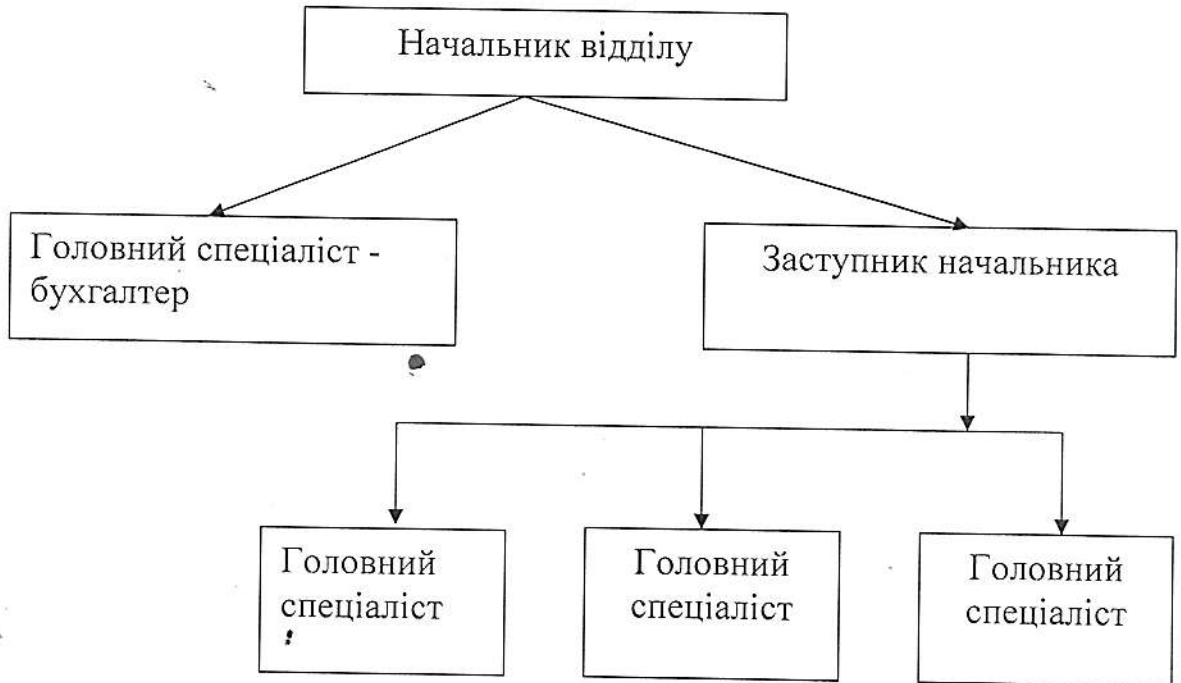 Начальник відділу
Головний спеціаліст -
бухгалтер
Заступник начальника
Головний
спеціаліст
Головний
спеціаліст
Головний
спеціаліст